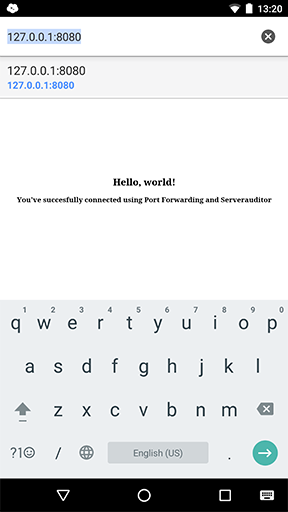 13:20
127.0.0.1:8080
127.0.0.1:8080
127.0.0.1:8080
Hello, world!
You've succesfully connected using Port Forwarding and Serverauditor
1 2 3 4 5 6 7 8 9 0
q w e r t y u i o p
a s d f g h j k l
z x c v b n m
?1☺ / English (US) .